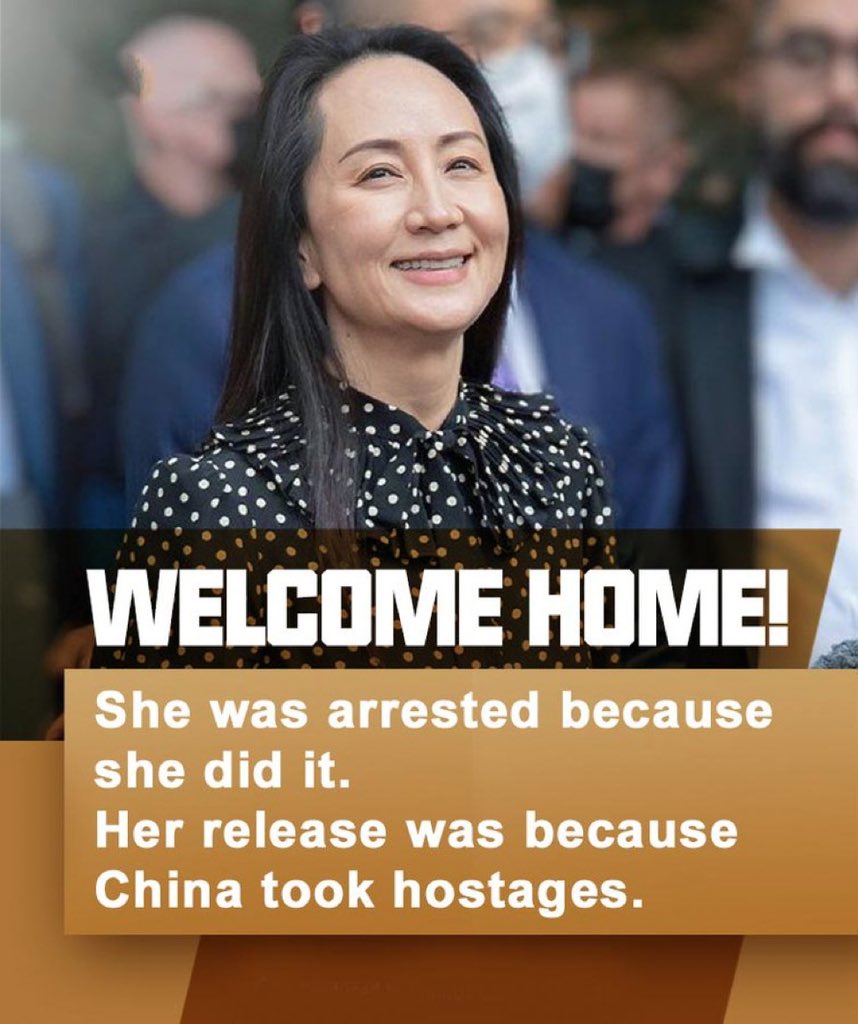 WELCOME HOME!
She was arrested because
she did it.
Her release was because
China took hostages.